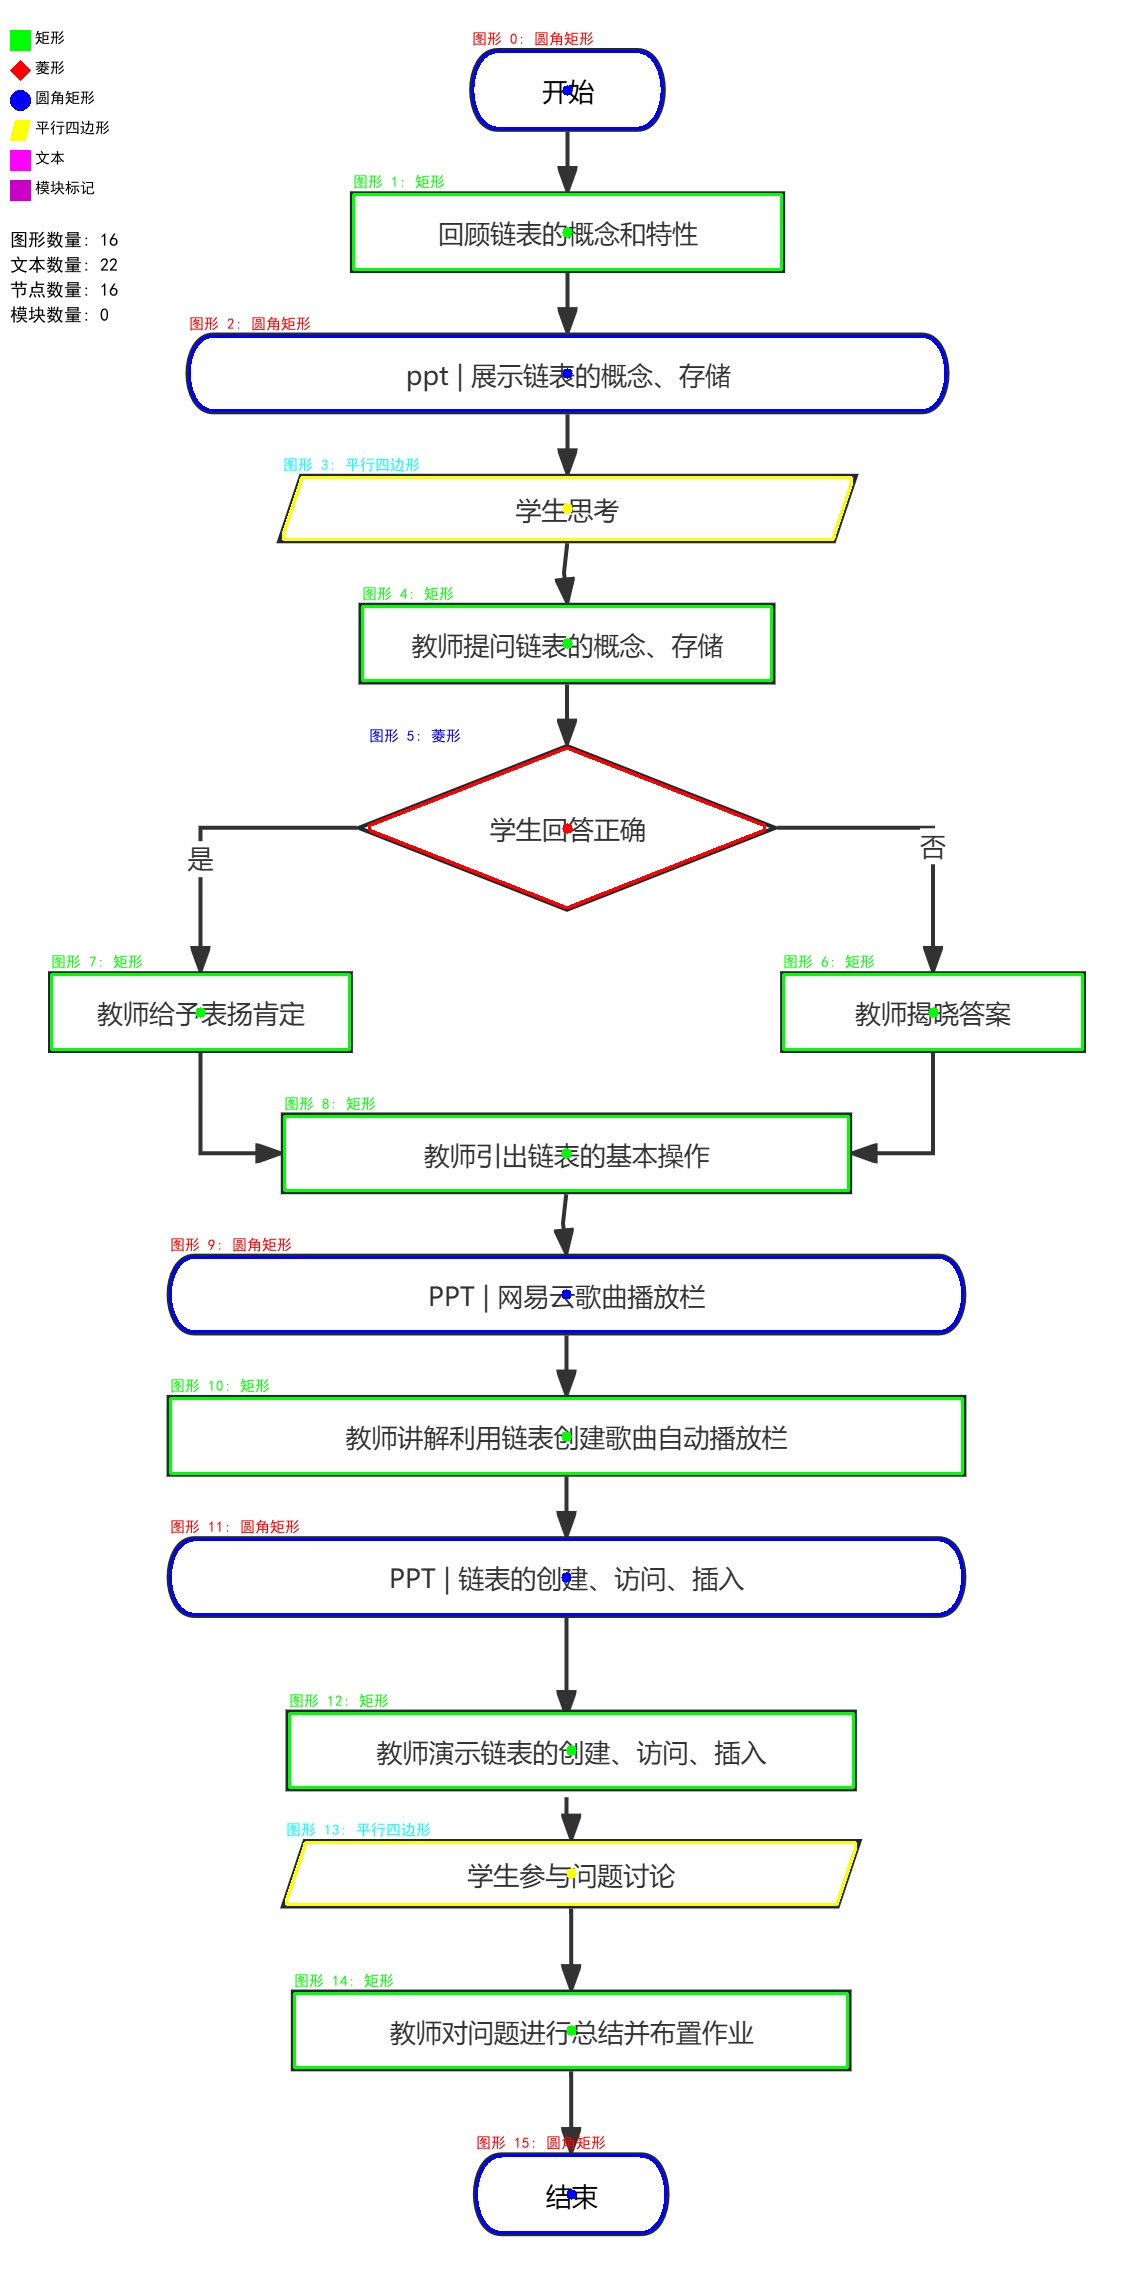 矩形
菱形
圆角矩形
平行四边形
文本
模块标记
图形数量: 16
文本数量: 22
节点数量: 16
模块数量: 0
图形 0: 圆角矩形
开始
图形 1: 矩形
回顾链表的概念和特性
图形 2: 圆角矩形
ppt | 展示链表的概念、存储
图形 3: 平行四边形
学生思考
图形 4: 矩形
教师提问链表的概念、存储
图形 5: 菱形
学生回答正确
是
否
图形 7: 矩形
教师给予表扬肯定
图形 6: 矩形
教师揭晓答案
图形 8: 矩形
教师引出链表的基本操作
图形 9: 圆角矩形
PPT | 网易云歌曲播放栏
图形 10: 矩形
教师讲解利用链表创建歌曲自动播放栏
图形 11: 圆角矩形
PPT | 链表的创建、访问、插入
图形 12: 矩形
教师演示链表的创建、访问、插入
图形 13: 平行四边形
学生参与问题讨论
图形 14: 矩形
教师对问题进行总结并布置作业
图形 15: 圆角矩形
结束